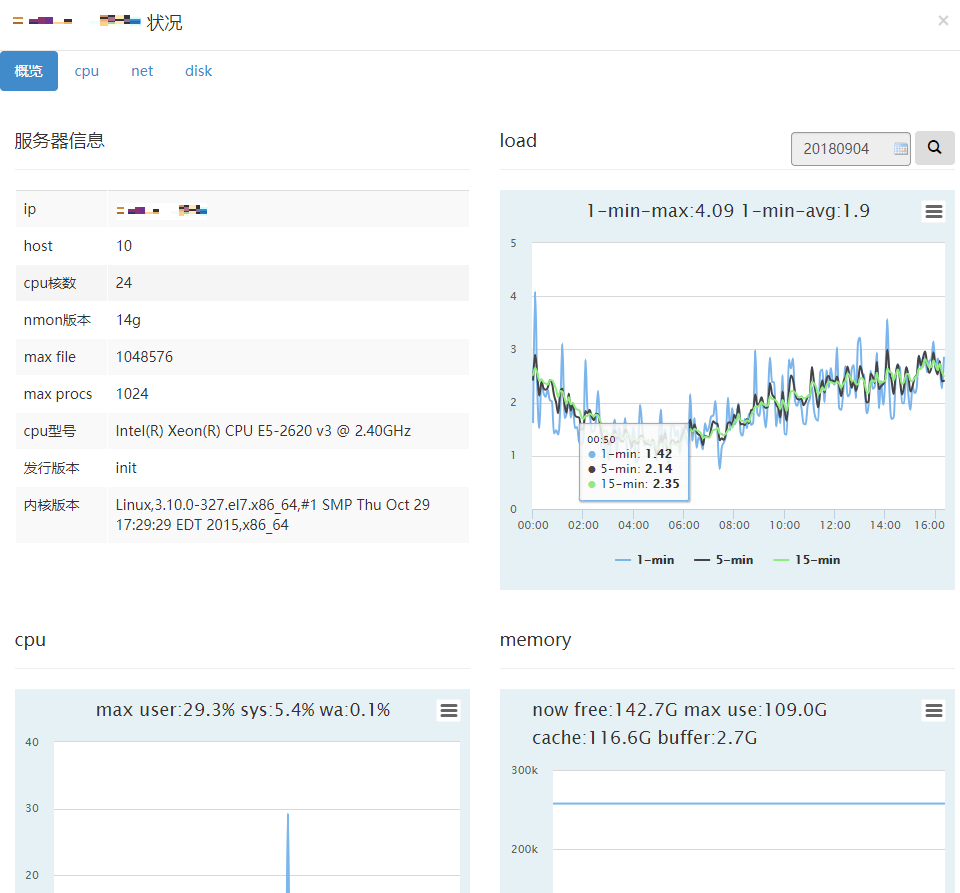 状况
×
概览 cpu net disk
服务器信息
ip
host 10
cpu核数 24
nmon版本 14g
max file 1048576
max procs 1024
cpu型号 Intel(R) Xeon(R) CPU E5-2620 v3 @ 2.40GHz
发行版本 init
内核版本 Linux,3.10.0-327.el7.x86_64,#1 SMP Thu Oct 29
17:29:29 EDT 2015,x86_64
load
20180904
1-min-max:4.09 1-min-avg:1.9
5
4
3
2
1
0
00:50
1-min: 1.42
5-min: 2.14
15-min: 2.35
00:00 02:00 04:00 06:00 08:00 10:00 12:00 14:00 16:00
1-min 5-min 15-min
cpu
max user:29.3% sys:5.4% wa:0.1%
40
30
20
memory
now free:142.7G max use:109.0G
cache:116.6G buffer:2.7G
300k
200k